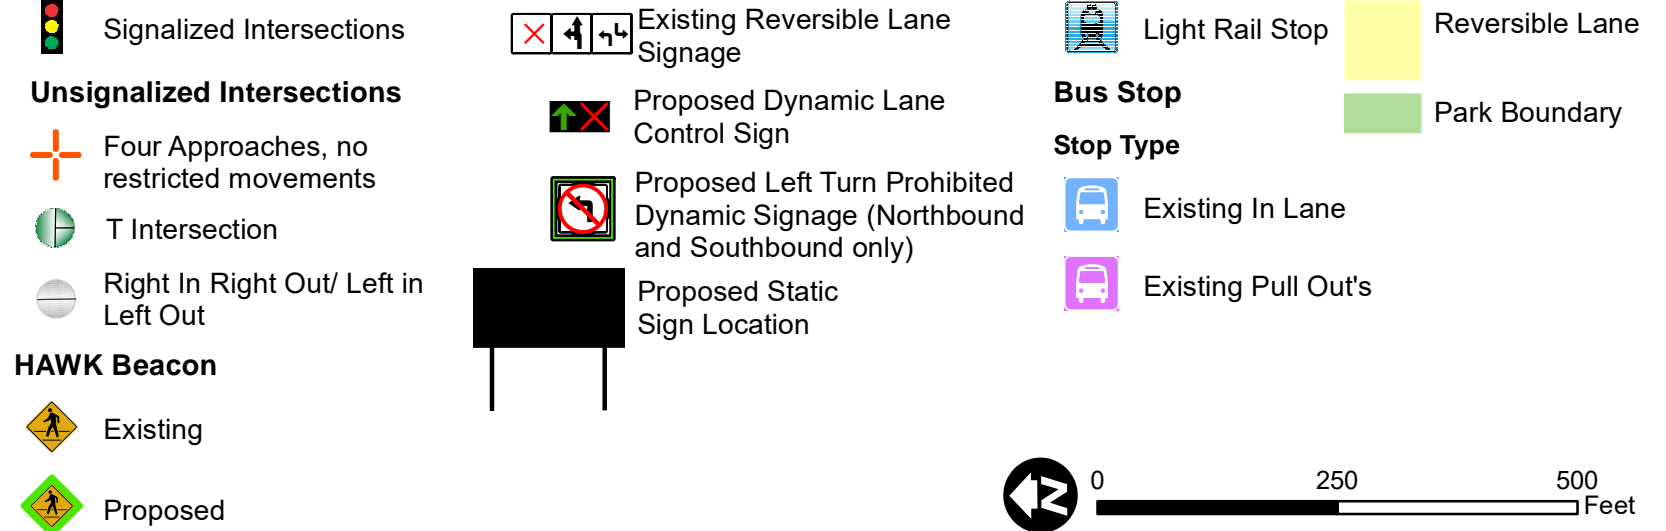 Signalized Intersections
Unsignalized Intersections
Four Approaches, no
restricted movements
T Intersection
Right In Right Out/ Left in
Left Out
HAWK Beacon
Existing
Proposed
Existing Reversible Lane
Signage
Proposed Dynamic Lane
Control Sign
Proposed Left Turn Prohibited
Dynamic Signage (Northbound
and Southbound only)
Proposed Static
Sign Location
Light Rail Stop
Bus Stop
Stop Type
Existing In Lane
Existing Pull Out's
Reversible Lane
Park Boundary
N
0 250 500
Feet